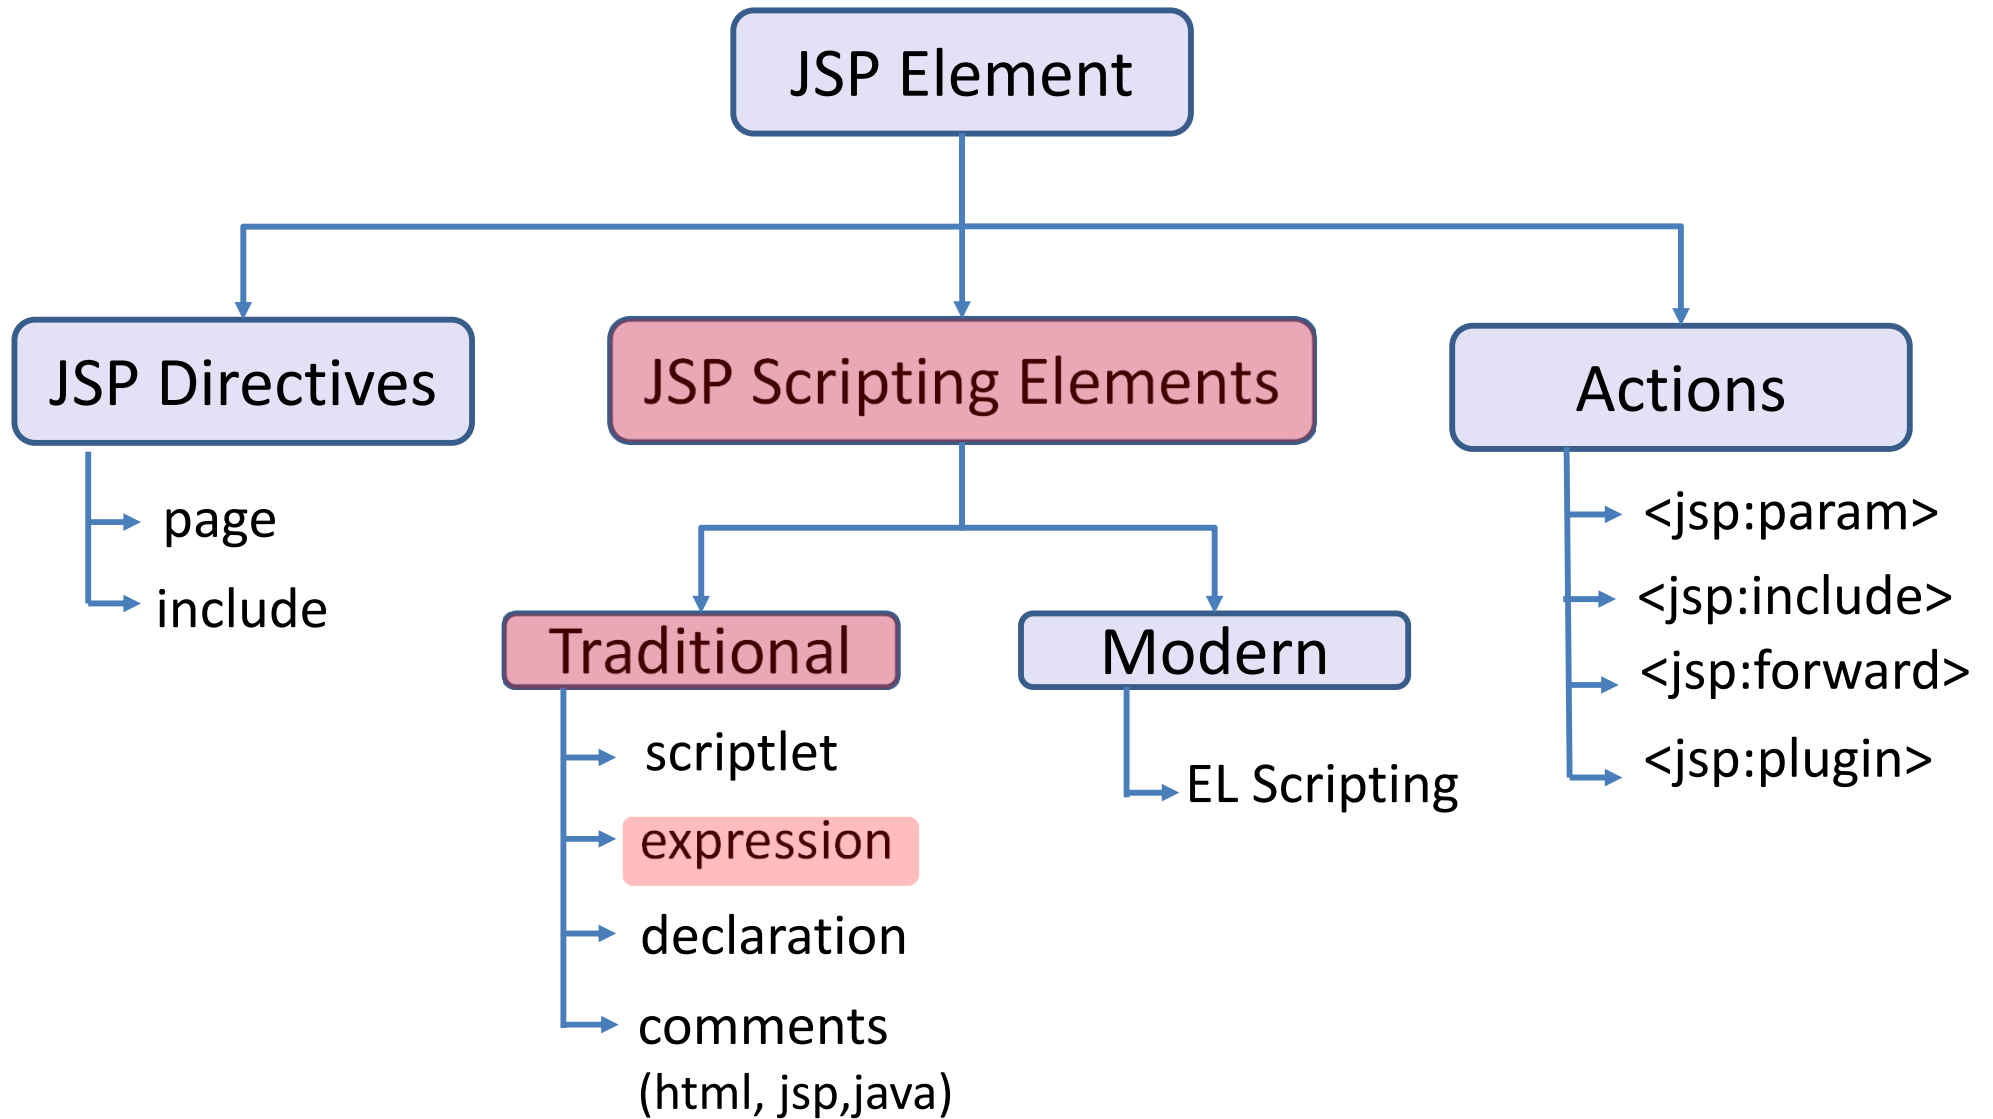 JSP Element
JSP Directives
JSP Scripting Elements
Actions
page
include
Traditional
Modern
scriptlet
expression
declaration
comments
(html, jsp,java)
EL Scripting
<jsp:param>
<jsp:include>
<jsp:forward>
<jsp:plugin>